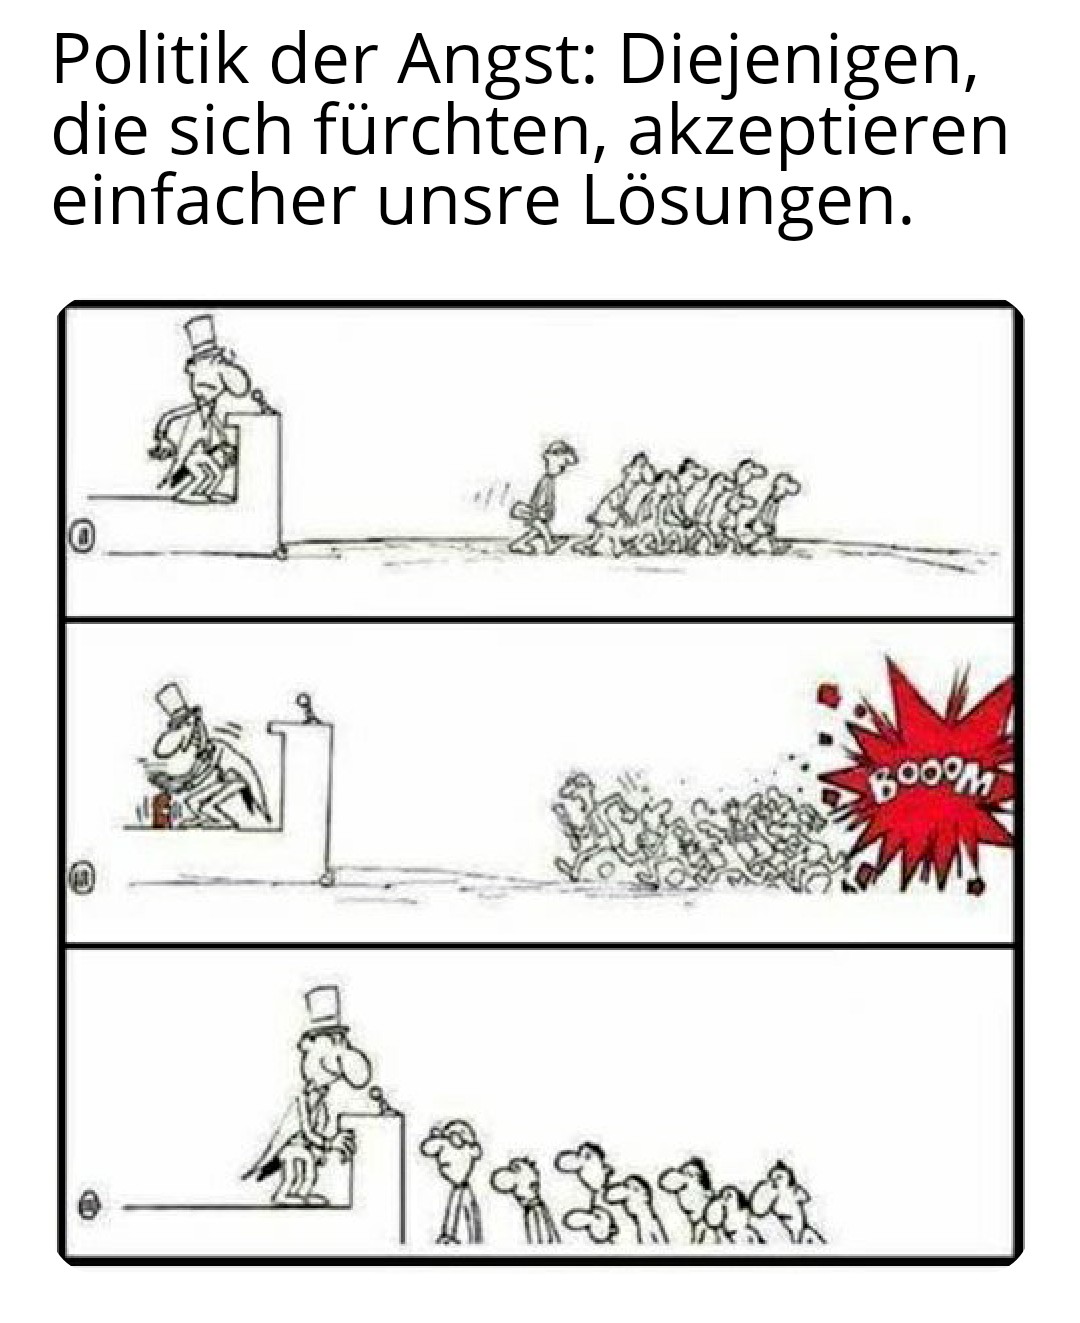 Politik der Angst: Diejenigen,
die sich fürchten, akzeptieren
einfacher unsre Lösungen.
BOOOM